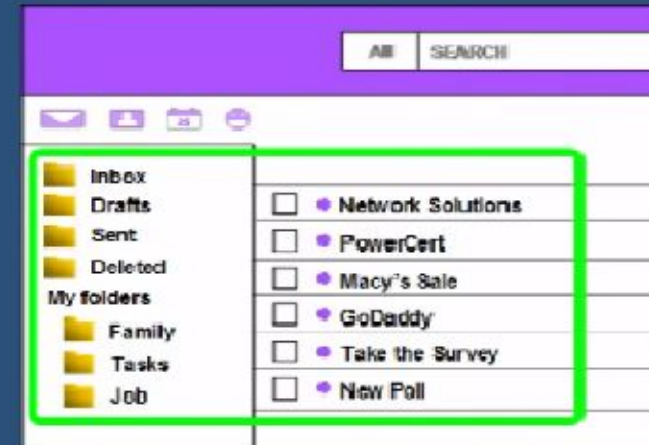 All SEARCH
25
Inbox
Drafts
Sent
Deleted
My folders
Family
Tasks
Job
Network Solutions
PowerCert
Macy's Sale
GoDaddy
Take the Survey
New Poll